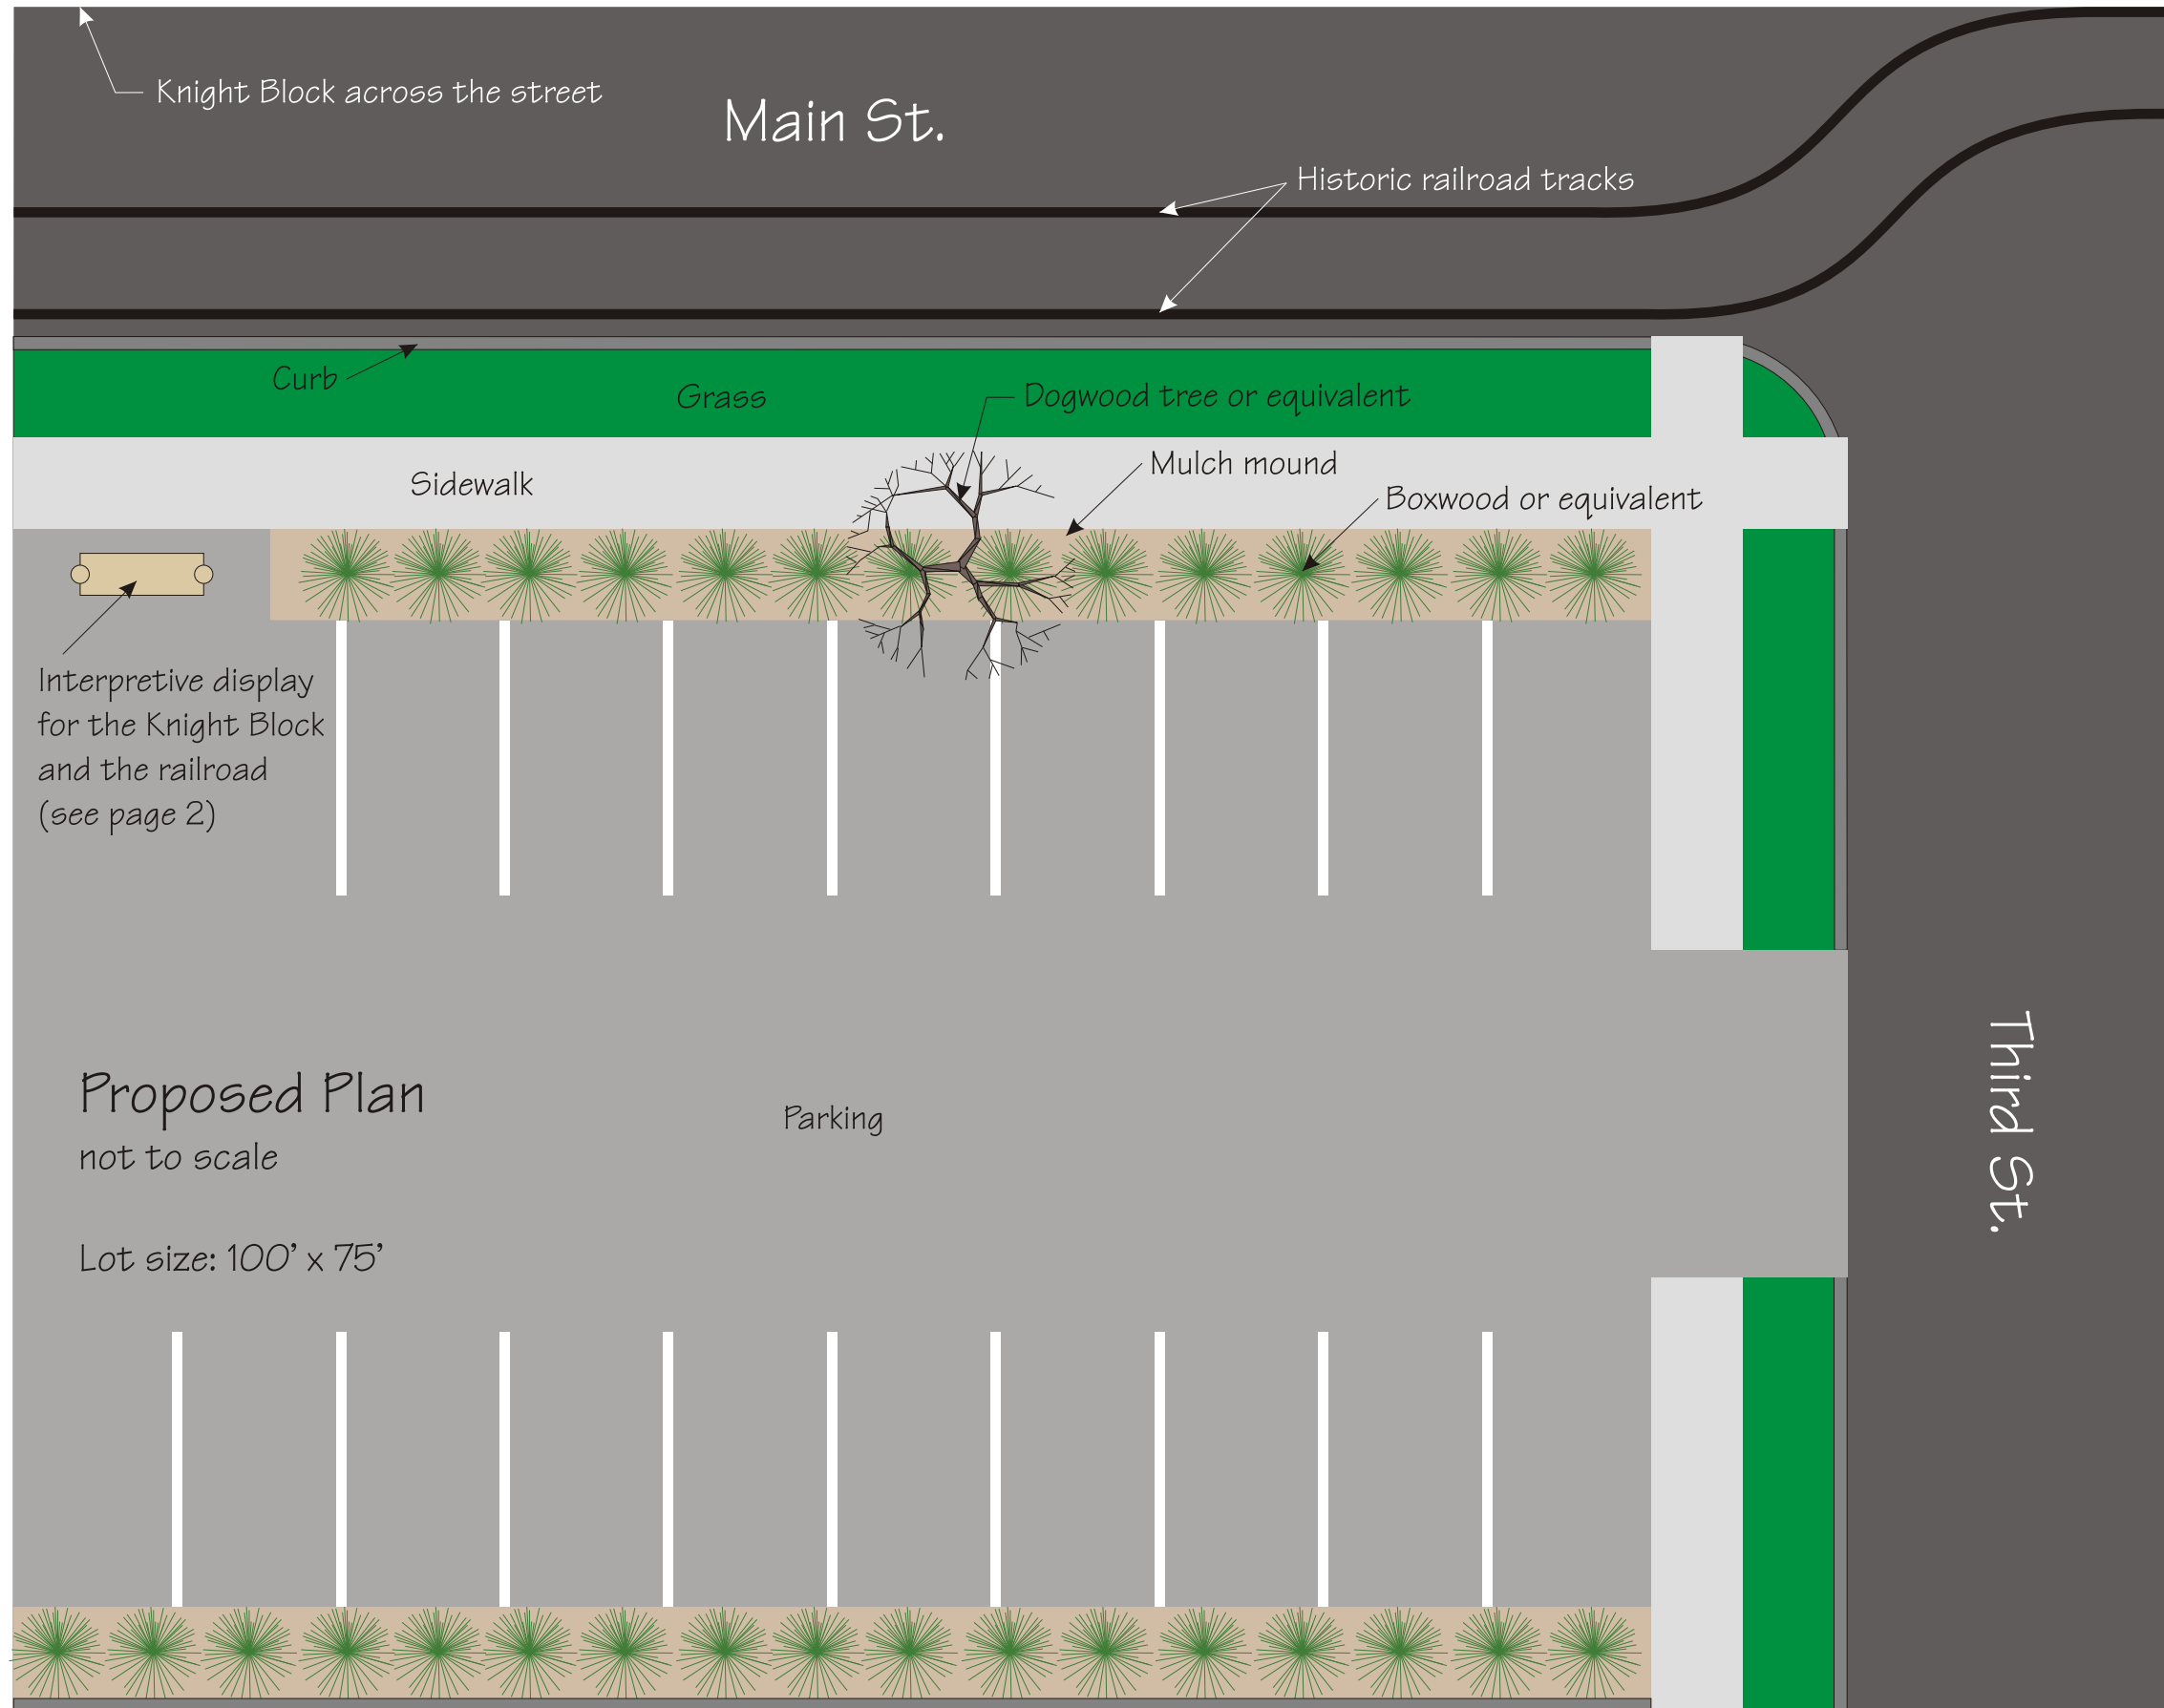 Knight Block across the street
Main St.
Historic railroad tracks
Curb
Grass
Dogwood tree or equivalent
Mulch mound
Sidewalk
Boxwood or equivalent
Interpretive display
for the Knight Block
and the railroad
(see page 2)
Third St.
Proposed Plan
not to scale
Parking
Lot size: 100’ x 75’